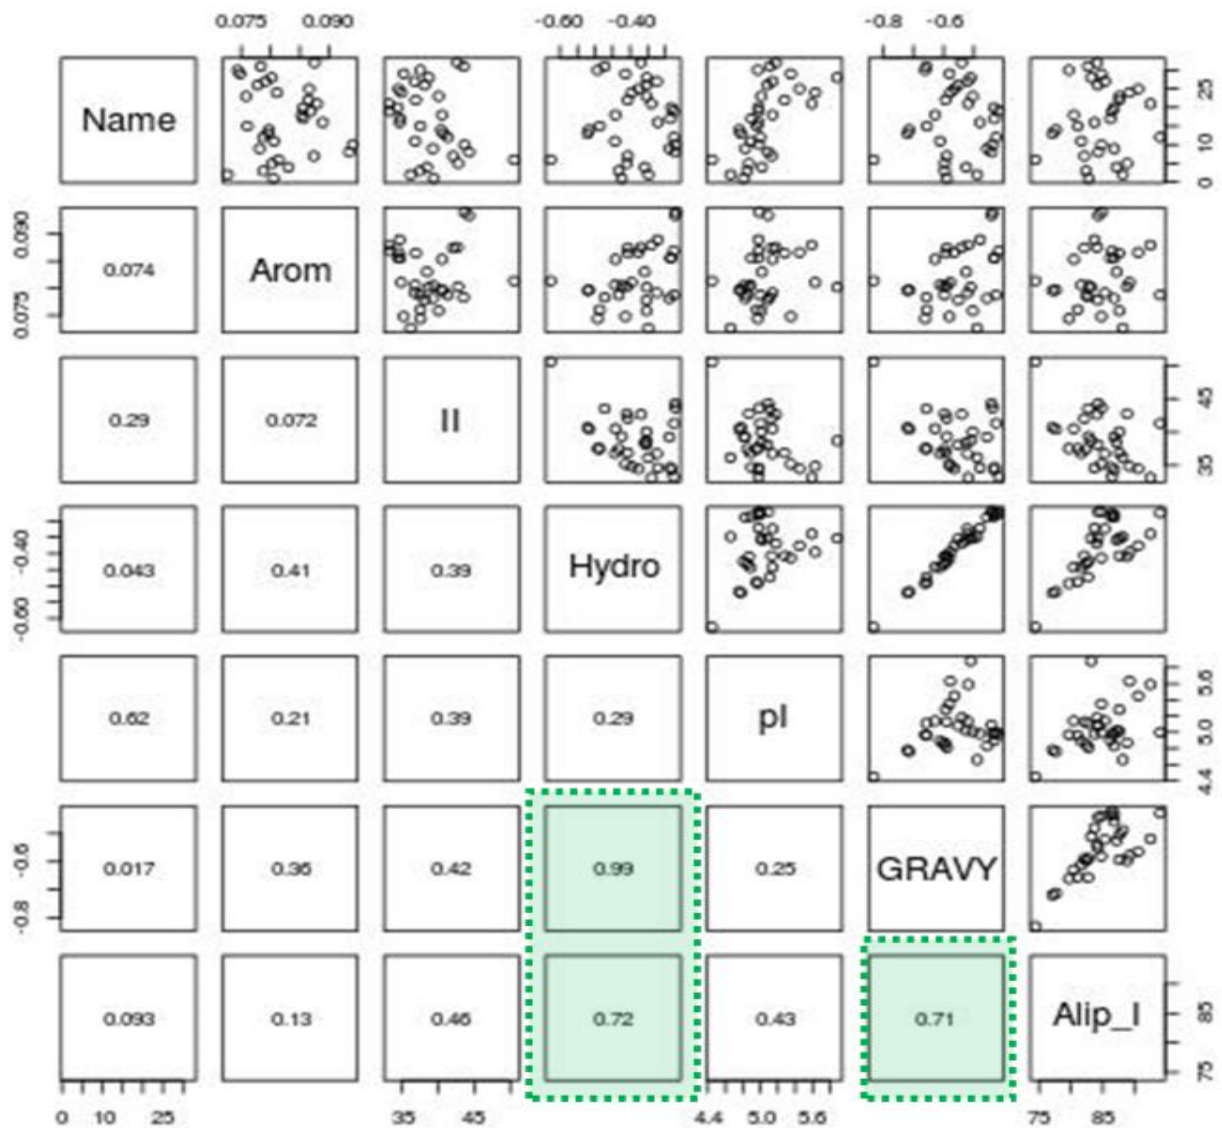 0.075 0.090 -0.60 -0.40 -0.8 -0.6
Name
0 10 25
0.075 0.090
0.074 Arom
0.29 0.072 II
35 45
-0.60 -0.40
0.043 0.41 0.39 Hydro
0.62 0.21 0.39 0.29 pI
4.4 5.0 5.6
-0.8 -0.6
0.017 0.36 0.42 0.99 0.25 GRAVY
0.093 0.13 0.46 0.72 0.43 0.71 Alip_I
75 85
0 10 25 35 45 4.4 5.0 5.6 75 85